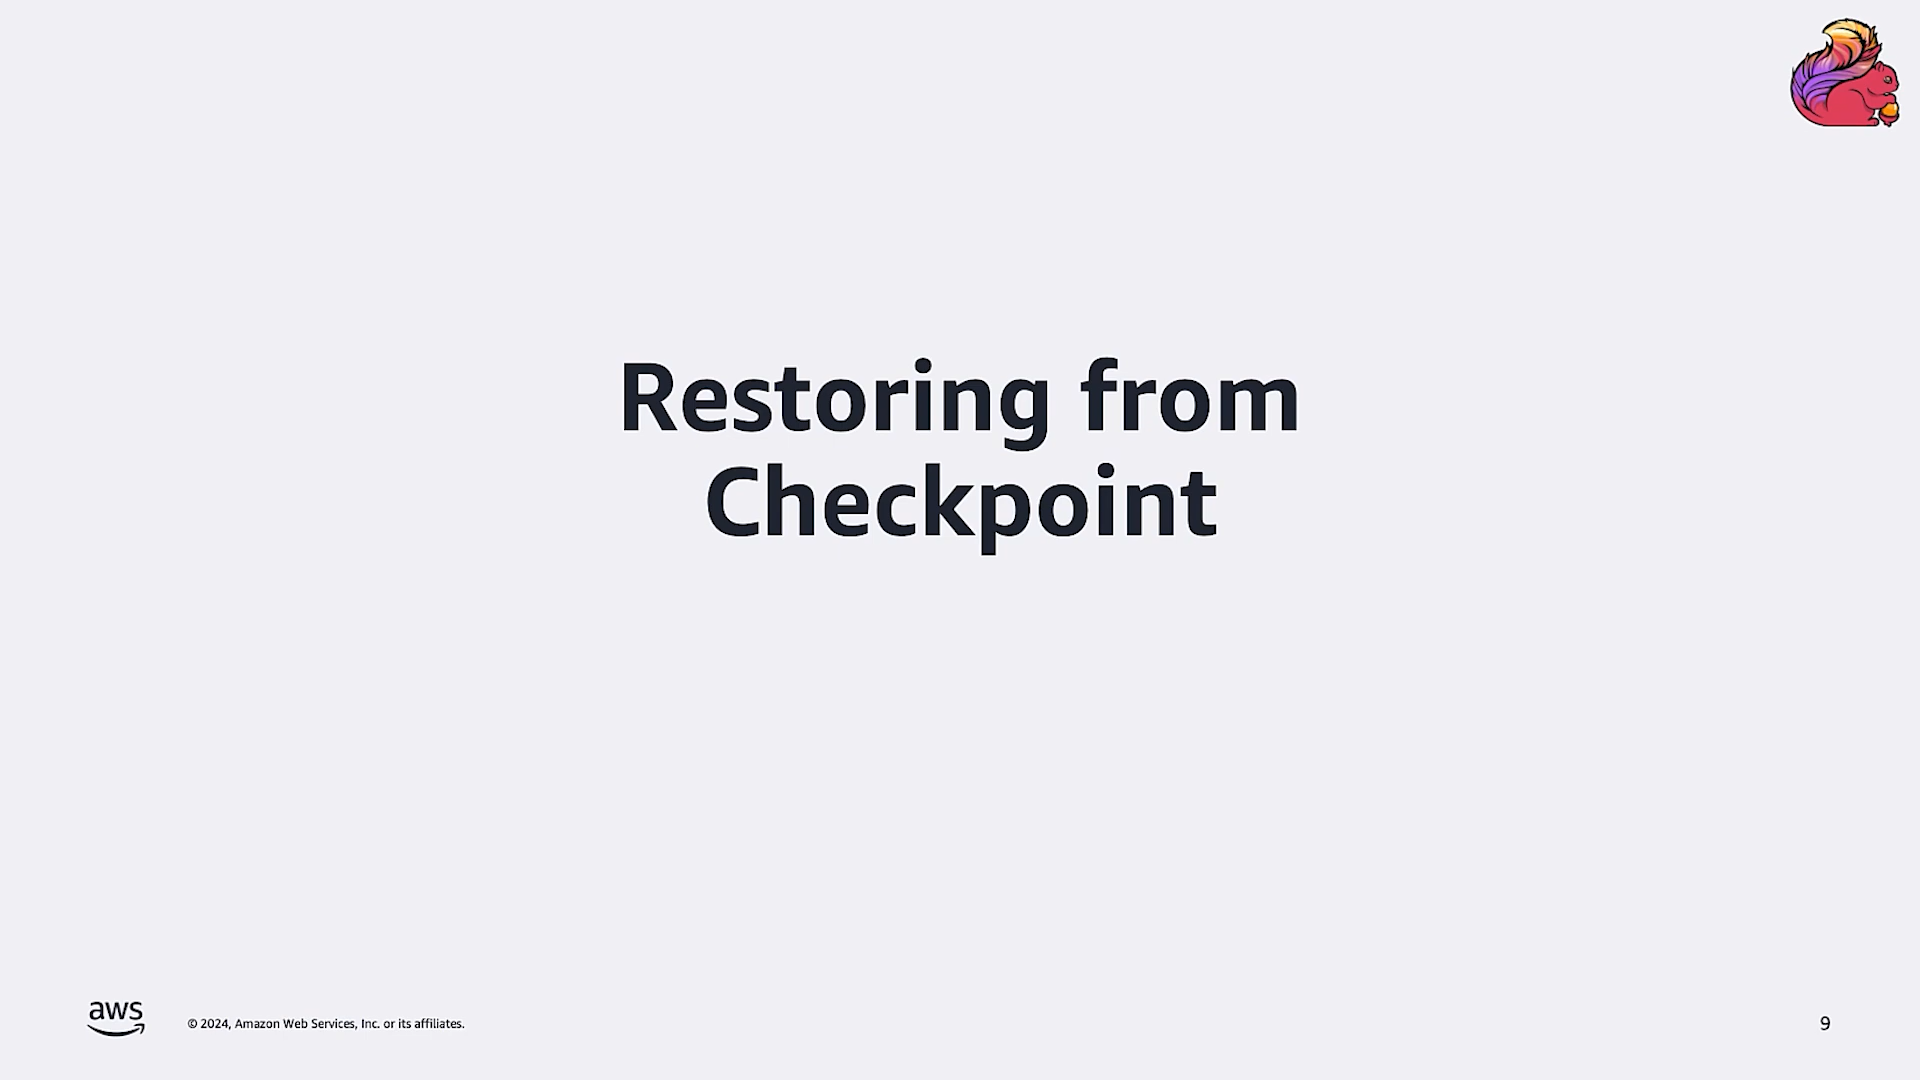 Restoring from
Checkpoint
aws
© 2024, Amazon Web Services, Inc. or its affiliates.
9